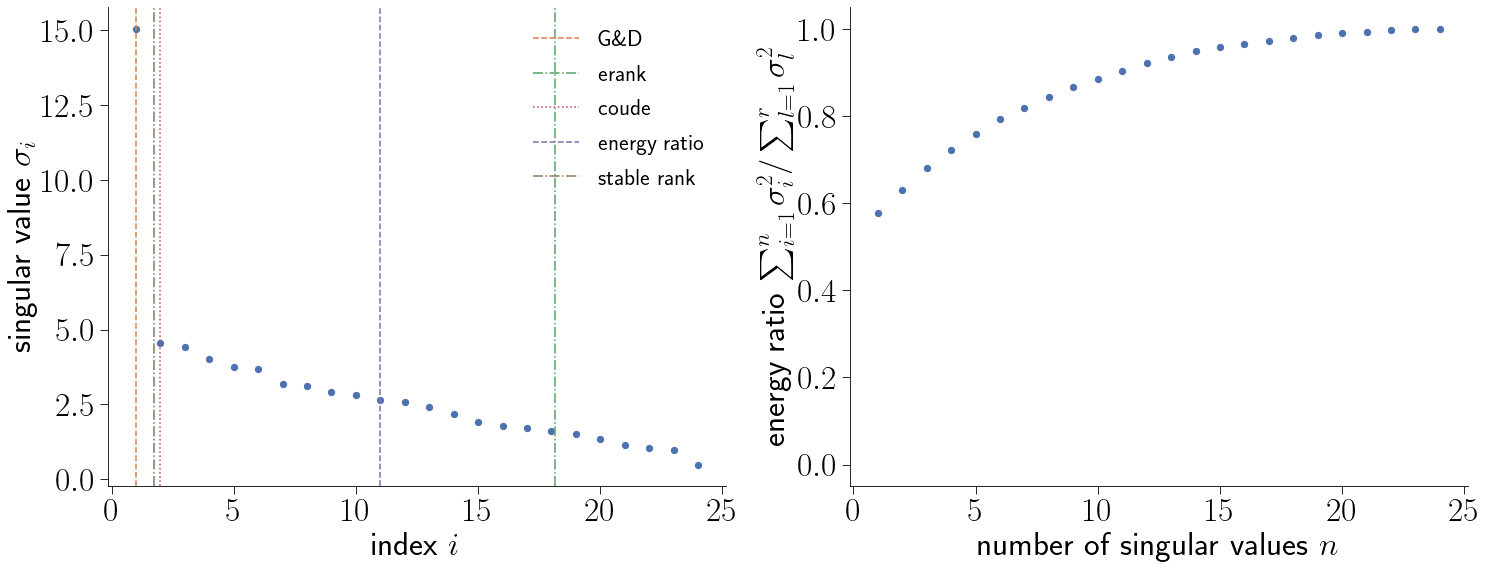 singular value σ_i
15.0
12.5
10.0
7.5
5.0
2.5
0.0
0 5 10 15 20 25
index i
G&D
erank
coude
energy ratio
stable rank
energy ratio ∑_{i=1}^{n} σ_i^2 / ∑_{l=1}^{r} σ_l^2
1.0
0.8
0.6
0.4
0.2
0.0
0 5 10 15 20 25
number of singular values n